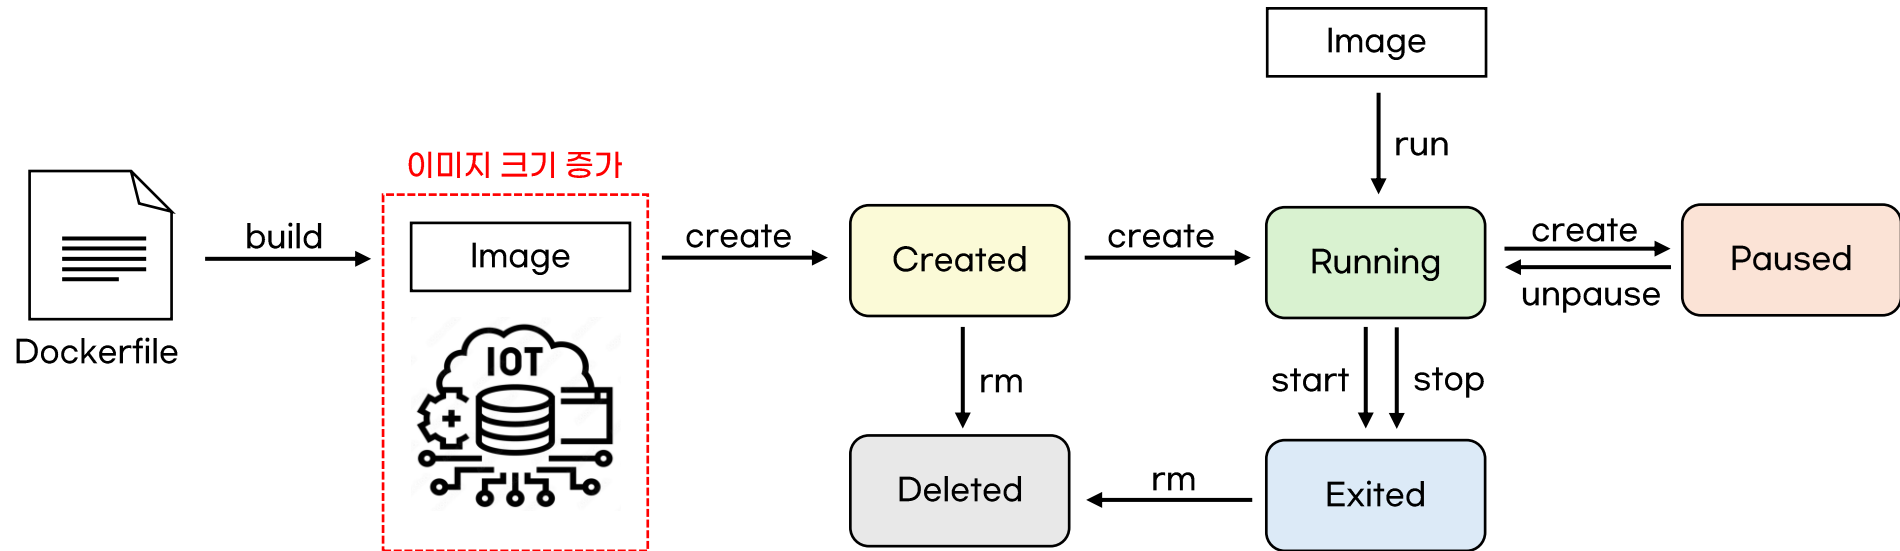 Image
run
이미지 크기 증가
build
Image
create
Created
create
Running
create
unpause
Paused
Dockerfile
IOT
rm
start
stop
Deleted
rm
Exited